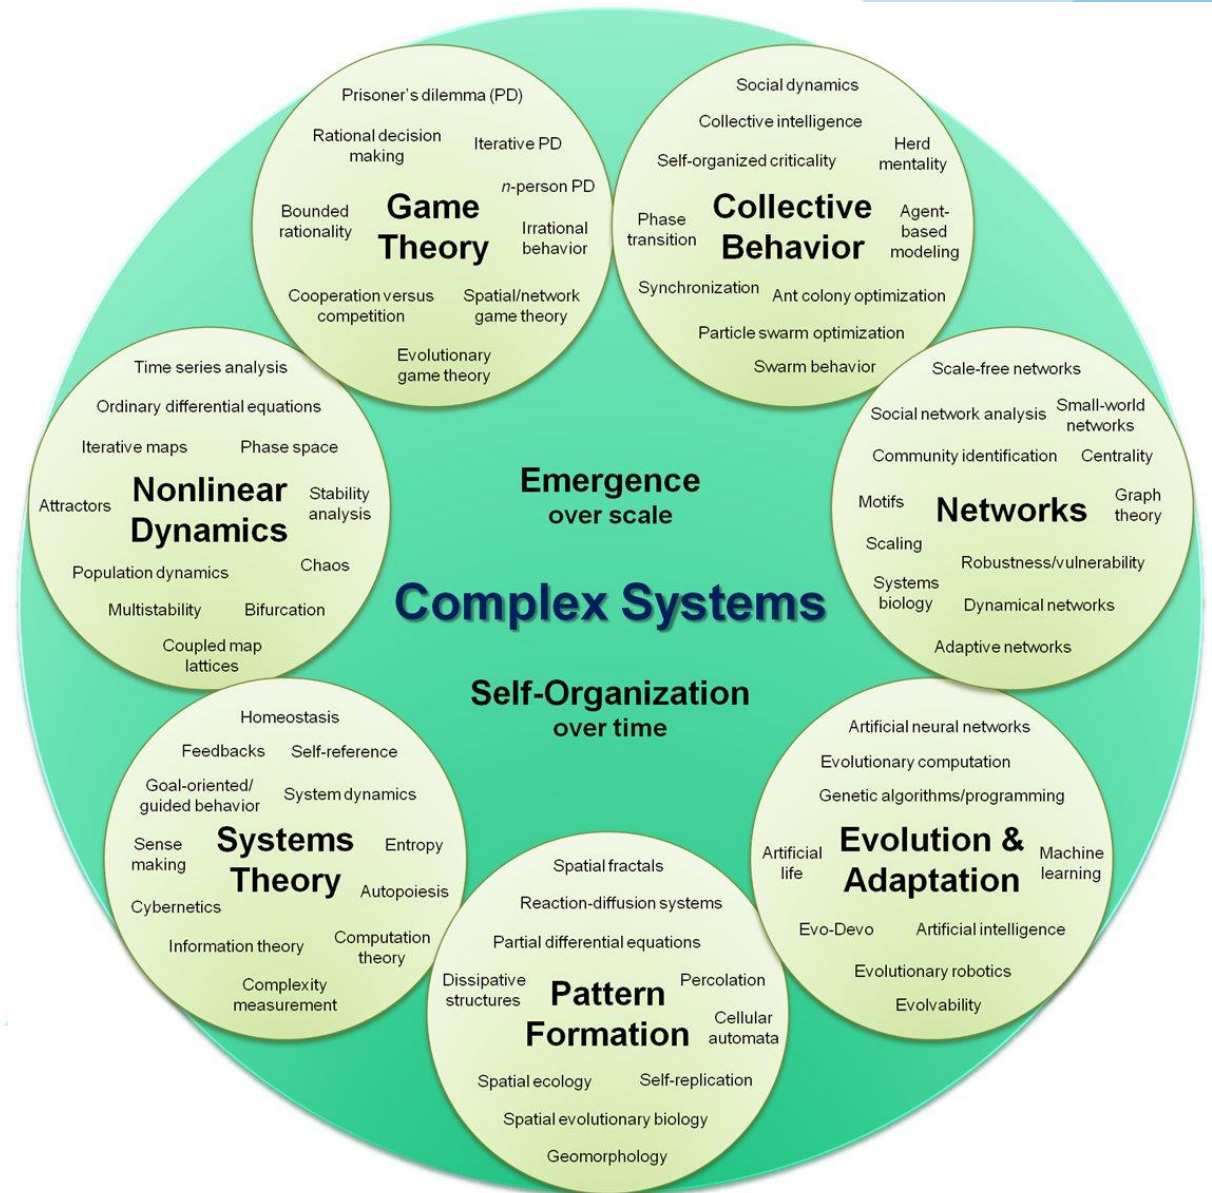 Prisoner's dilemma (PD)
Rational decision
making
Iterative PD
n-person PD
Bounded
rationality
Game
Theory
Irrational
behavior
Cooperation versus
competition
Spatial/network
game theory
Evolutionary
game theory
Social dynamics
Collective intelligence
Herd
mentality
Self-organized criticality
Phase
transition
Collective
Behavior
Agent-
based
modeling
Synchronization
Ant colony optimization
Particle swarm optimization
Swarm behavior
Time series analysis
Ordinary differential equations
Iterative maps
Phase space
Attractors
Nonlinear
Dynamics
Stability
analysis
Chaos
Population dynamics
Multistability
Bifurcation
Coupled map
lattices
Emergence
over scale
Complex Systems
Self-Organization
over time
Scale-free networks
Social network analysis
Small-world
networks
Community identification
Centrality
Motifs
Networks
Graph
theory
Scaling
Robustness/vulnerability
Systems
biology
Dynamical networks
Adaptive networks
Homeostasis
Feedbacks
Self-reference
Goal-oriented/
guided behavior
System dynamics
Sense
making
Systems
Theory
Entropy
Autopoiesis
Cybernetics
Information theory
Computation
theory
Complexity
measurement
Spatial fractals
Reaction-diffusion systems
Partial differential equations
Dissipative
structures
Pattern
Formation
Percolation
Cellular
automata
Spatial ecology
Self-replication
Spatial evolutionary biology
Geomorphology
Artificial neural networks
Evolutionary computation
Genetic algorithms/programming
Artificial
life
Evolution &
Adaptation
Machine
learning
Evo-Devo
Artificial intelligence
Evolutionary robotics
Evolvability